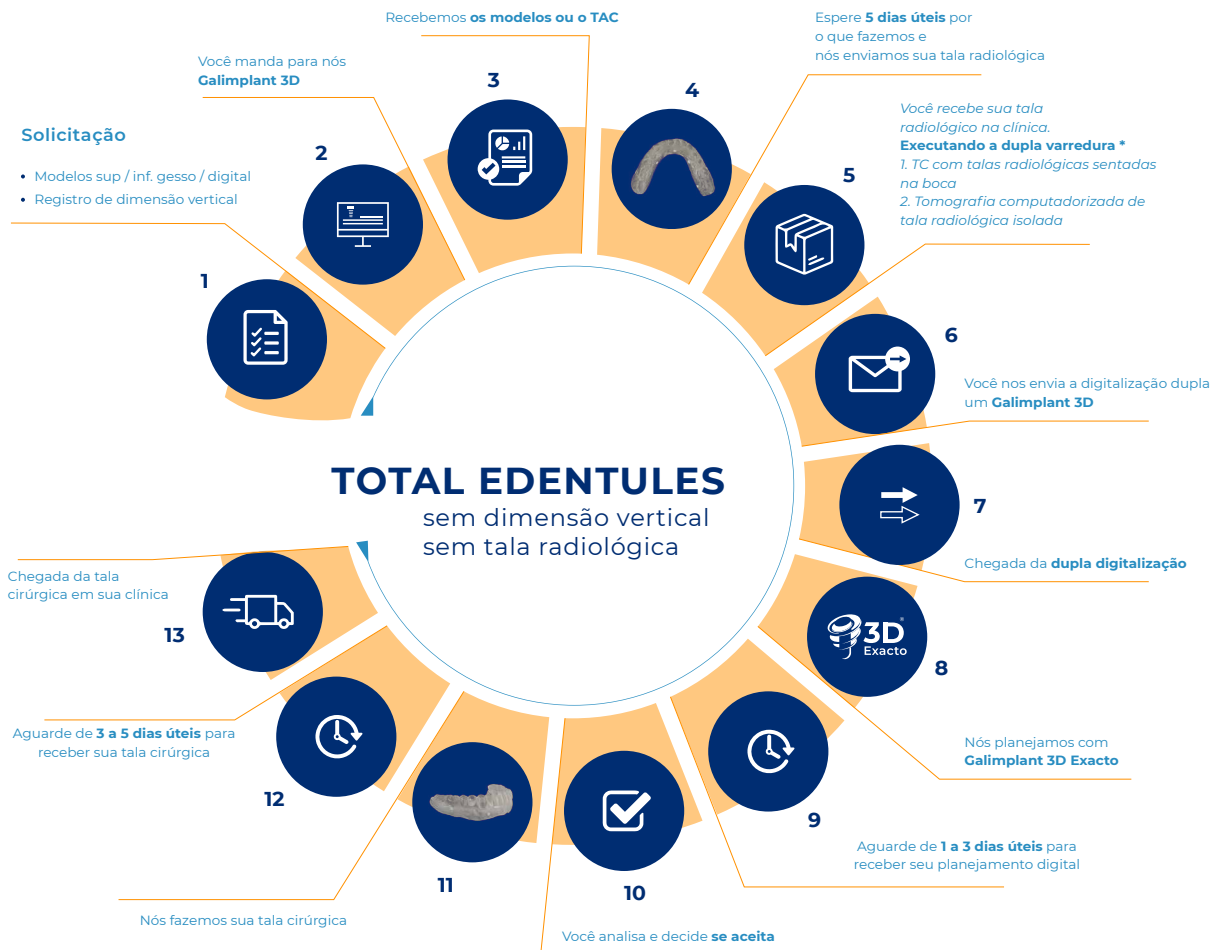 TOTAL EDENTULES
sem dimensão vertical
sem tala radiológica
Solicitação
• Modelos sup / inf. gesso / digital
• Registro de dimensão vertical
1
Você manda para nós
Galimplant 3D
2
Recebemos os modelos ou o TAC
3
Espere 5 dias úteis por
o que fazemos e
nós enviamos sua tala radiológica
4
Você recebe sua tala
radiológico na clínica.
Executando a dupla varredura *
1. TC com talas radiológicas sentadas
na boca
2. Tomografia computadorizada de
tala radiológica isolada
5
Você nos envia a digitalização dupla
um Galimplant 3D
6
Chegada da dupla digitalização
7
3D®
Exacto
Nós planejamos com
Galimplant 3D Exacto
8
Aguarde de 1 a 3 dias úteis para
receber seu planejamento digital
9
Você analisa e decide se aceita
10
Nós fazemos sua tala cirúrgica
11
Aguarde de 3 a 5 dias úteis para
receber sua tala cirúrgica
12
Chegada da tala
cirúrgica em sua clínica
13